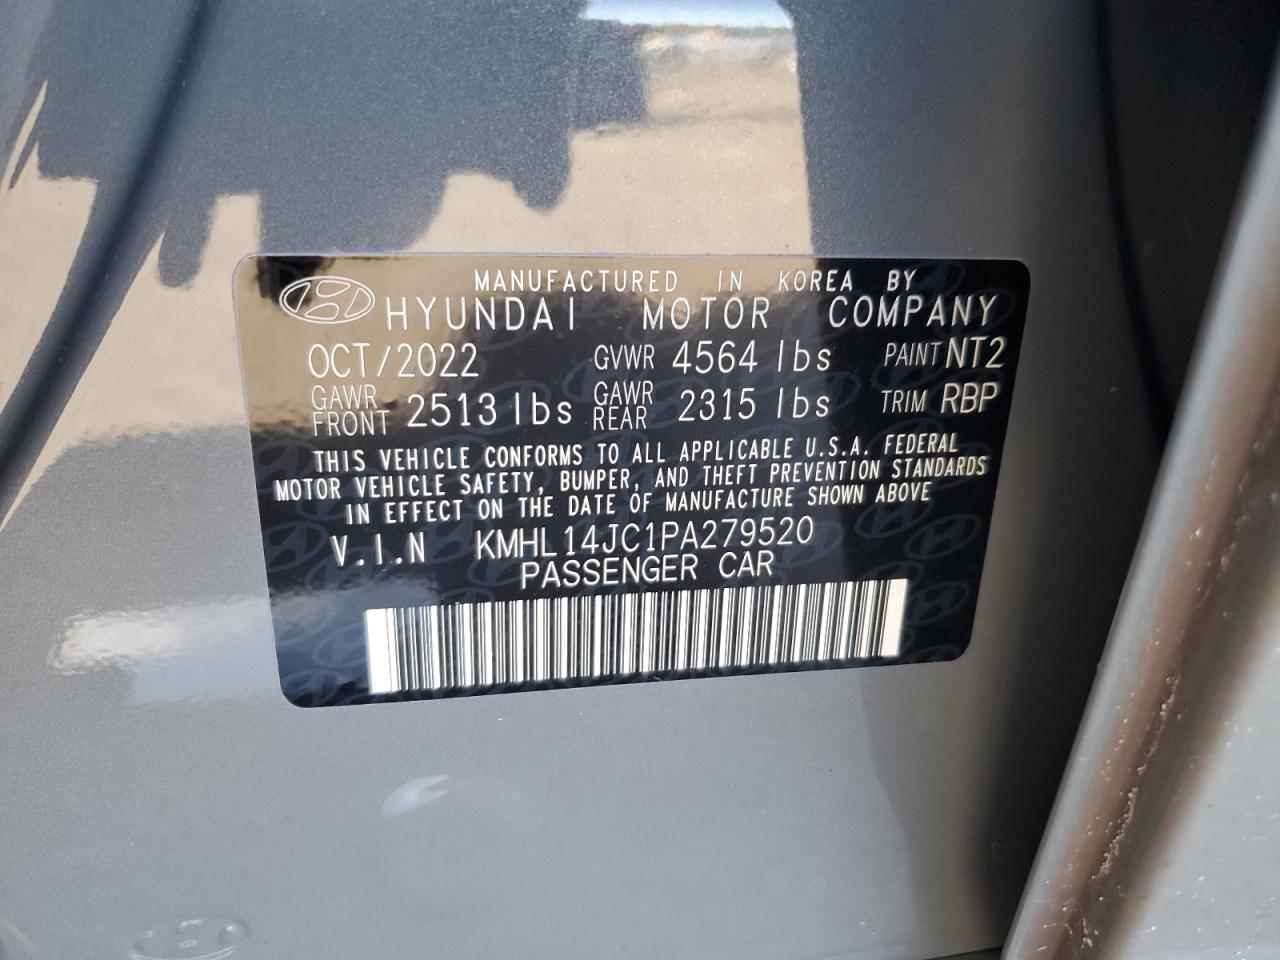 MANUFACTURED IN KOREA BY
HYUNDAI MOTOR COMPANY
OCT/2022 GVWR 4564 lbs PAINT NT2
GAWR FRONT 2513 lbs GAWR REAR 2315 lbs TRIM RBP
THIS VEHICLE CONFORMS TO ALL APPLICABLE U.S.A. FEDERAL
MOTOR VEHICLE SAFETY, BUMPER, AND THEFT PREVENTION STANDARDS
IN EFFECT ON THE DATE OF MANUFACTURE SHOWN ABOVE
V.I.N KMHL14JC1PA279520
PASSENGER CAR